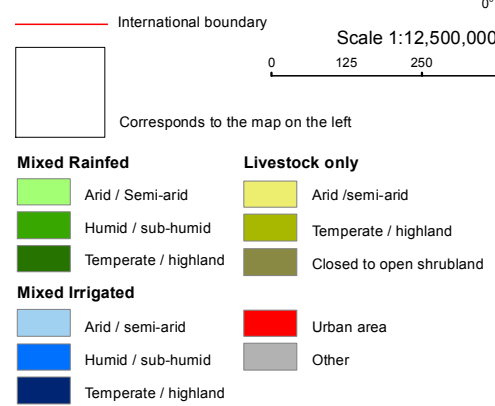 0°
International boundary
Scale 1:12,500,000
0 125 250
Corresponds to the map on the left
Mixed Rainfed
Arid / Semi-arid
Humid / sub-humid
Temperate / highland
Livestock only
Arid /semi-arid
Temperate / highland
Closed to open shrubland
Mixed Irrigated
Arid / semi-arid
Humid / sub-humid
Temperate / highland
Urban area
Other